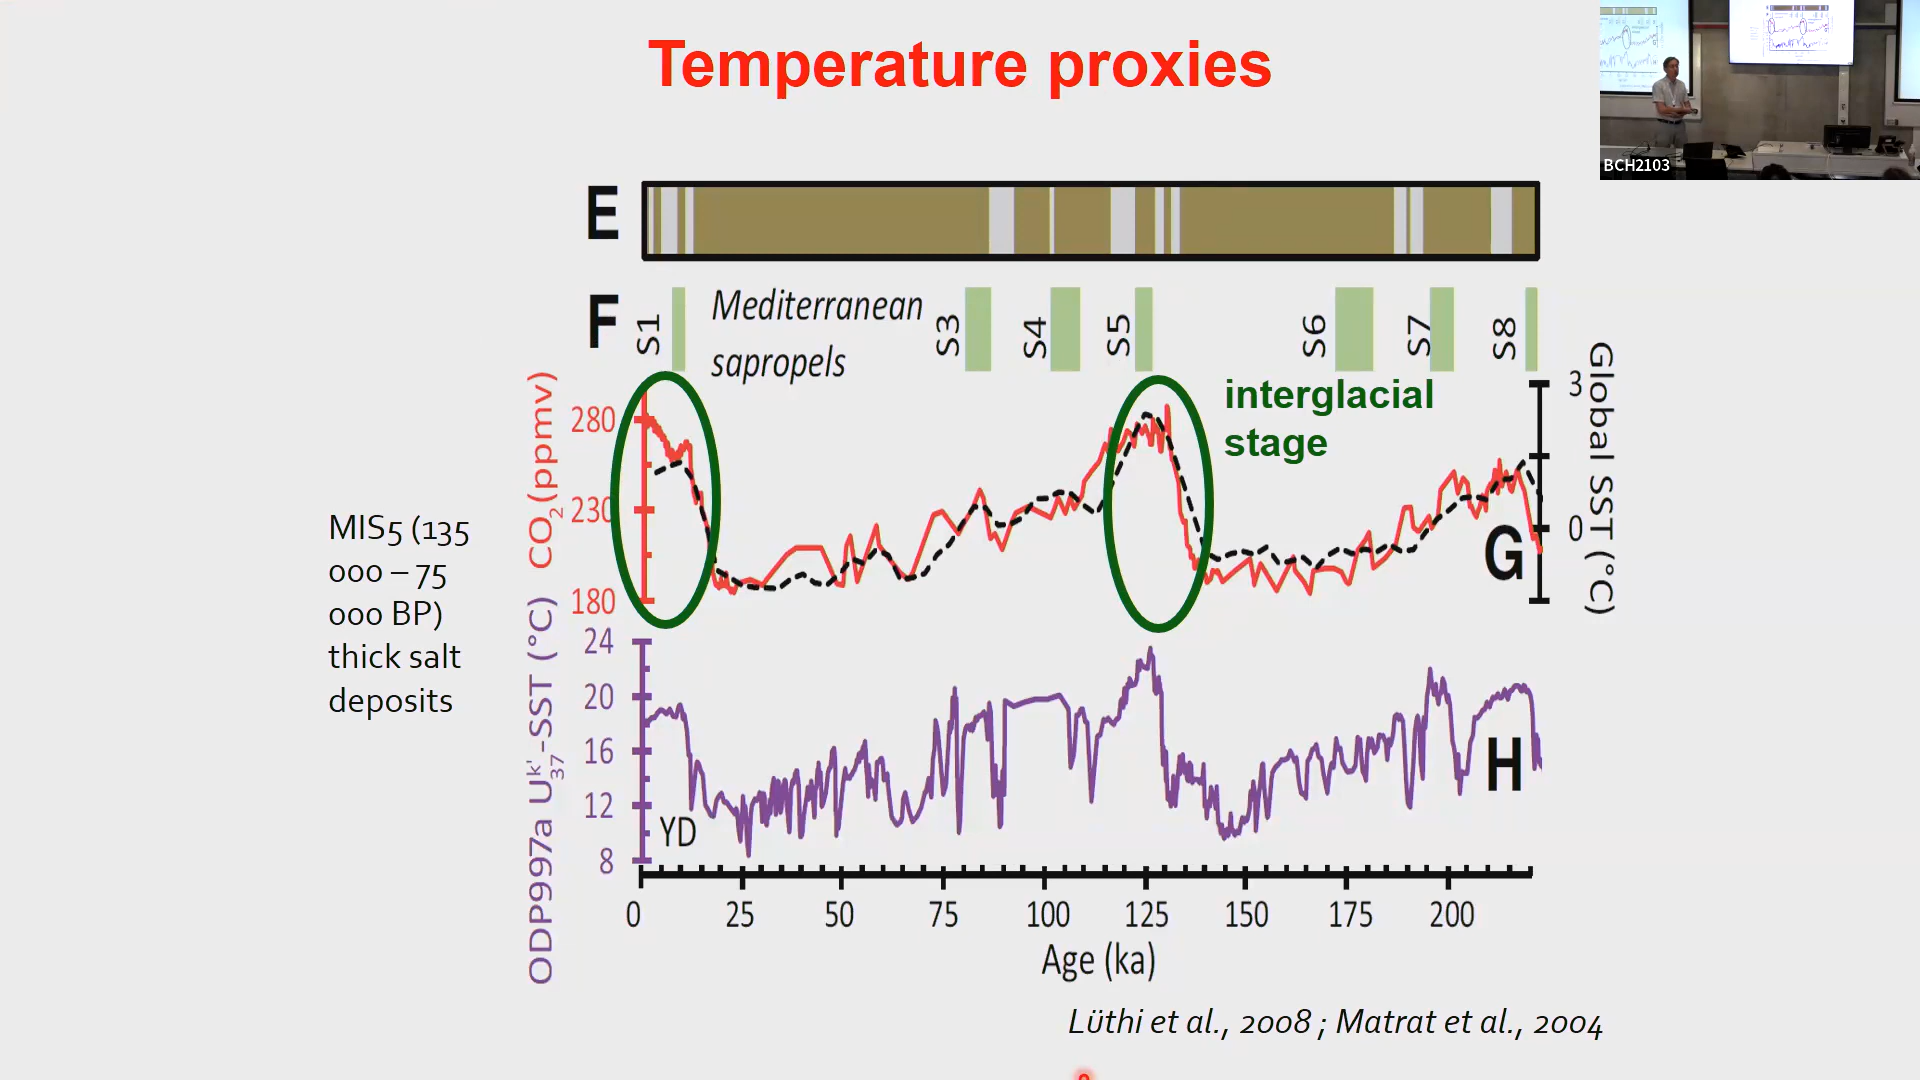 Temperature proxies
BCH2103
E
F
S1
Mediterranean
sapropels
S3
S4
S5
S6
S7
S8
interglacial
stage
MIS5 (135
000 – 75
000 BP)
thick salt
deposits
CO2 (ppmv)
280
230
180
Global SST (°C)
3
0
G
ODP997a Uk'37-SST (°C)
24
20
16
12
8
YD
H
0 25 50 75 100 125 150 175 200
Age (ka)
Lüthi et al., 2008 ; Matrat et al., 2004